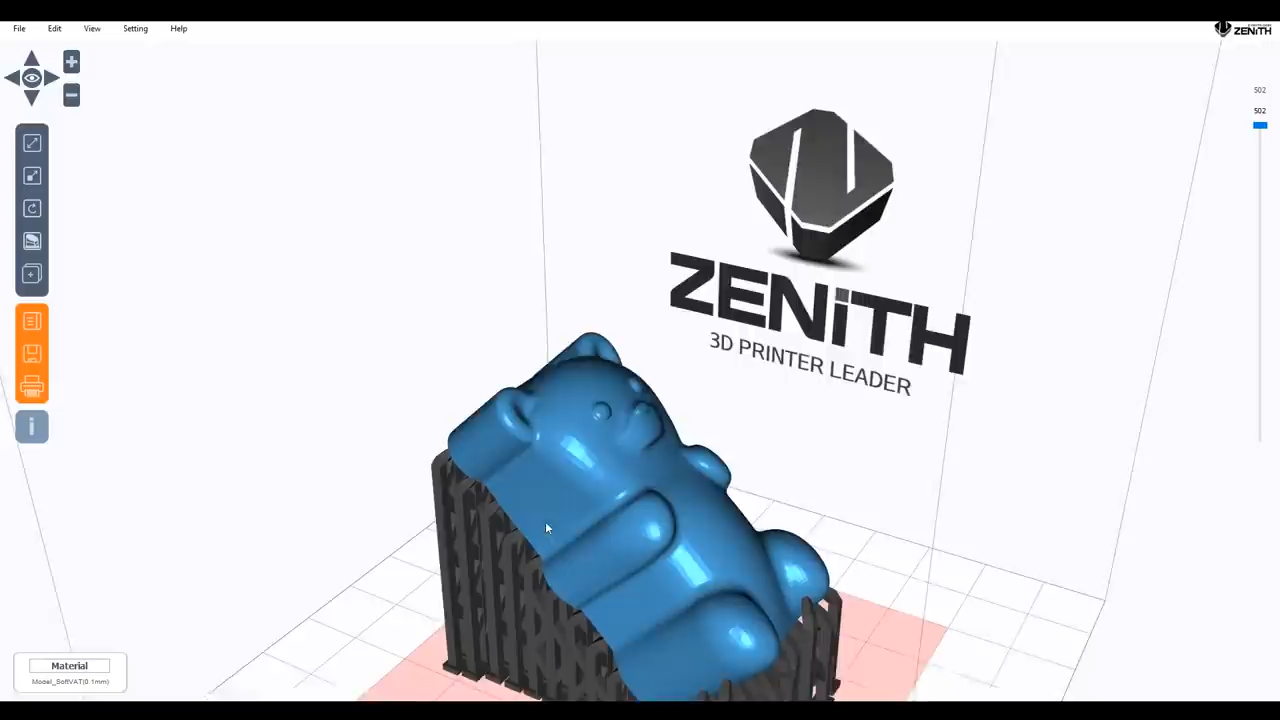 File Edit View Setting Help
ZENiTH
502
502
ZENiTH
3D PRINTER LEADER
i
Material
Model_SoftVAT(0.1mm)